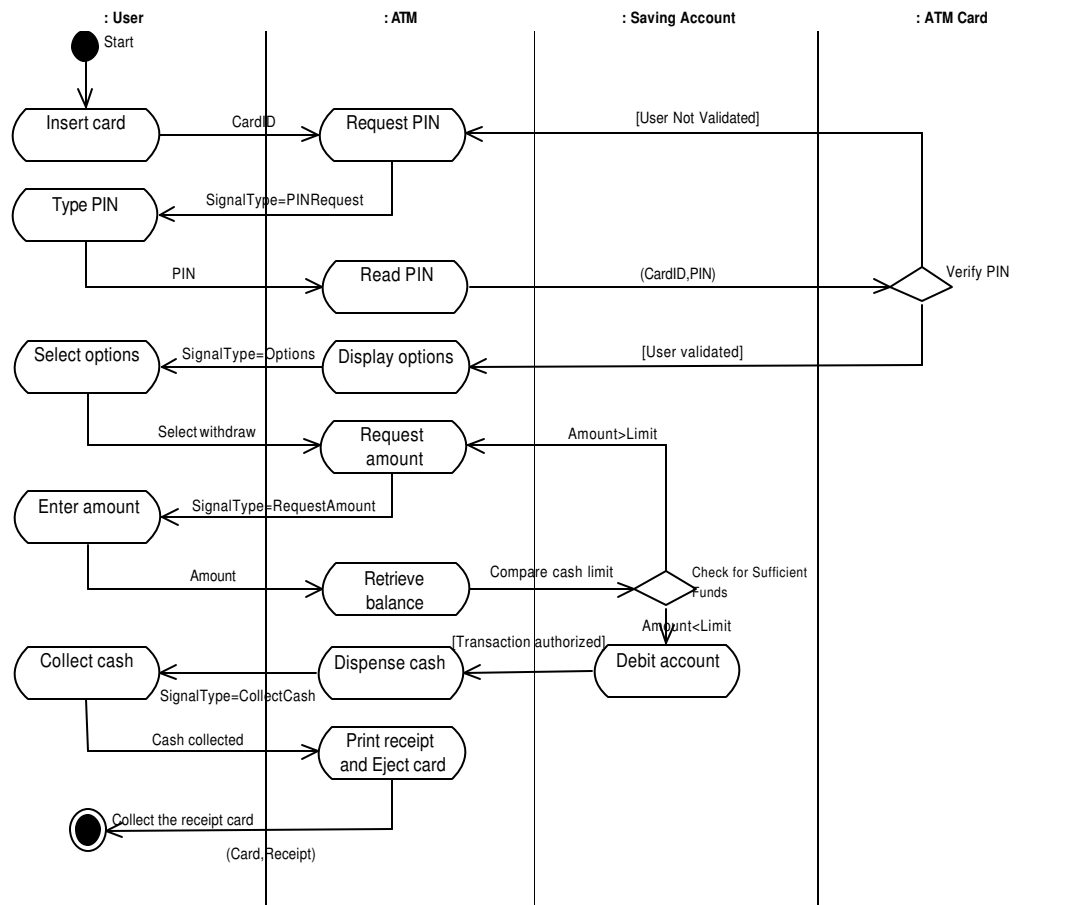 : User
: ATM
: Saving Account
: ATM Card
Start
Insert card
CardID
Request PIN
[User Not Validated]
Type PIN
SignalType=PINRequest
PIN
Read PIN
(CardID,PIN)
Verify PIN
Select options
SignalType=Options
Display options
[User validated]
Select withdraw
Request
amount
Amount>Limit
Enter amount
SignalType=RequestAmount
Amount
Retrieve
balance
Compare cash limit
Check for Sufficient
Funds
Amount<Limit
[Transaction authorized]
Collect cash
Dispense cash
Debit account
SignalType=CollectCash
Cash collected
Print receipt
and Eject card
Collect the receipt card
(Card,Receipt)